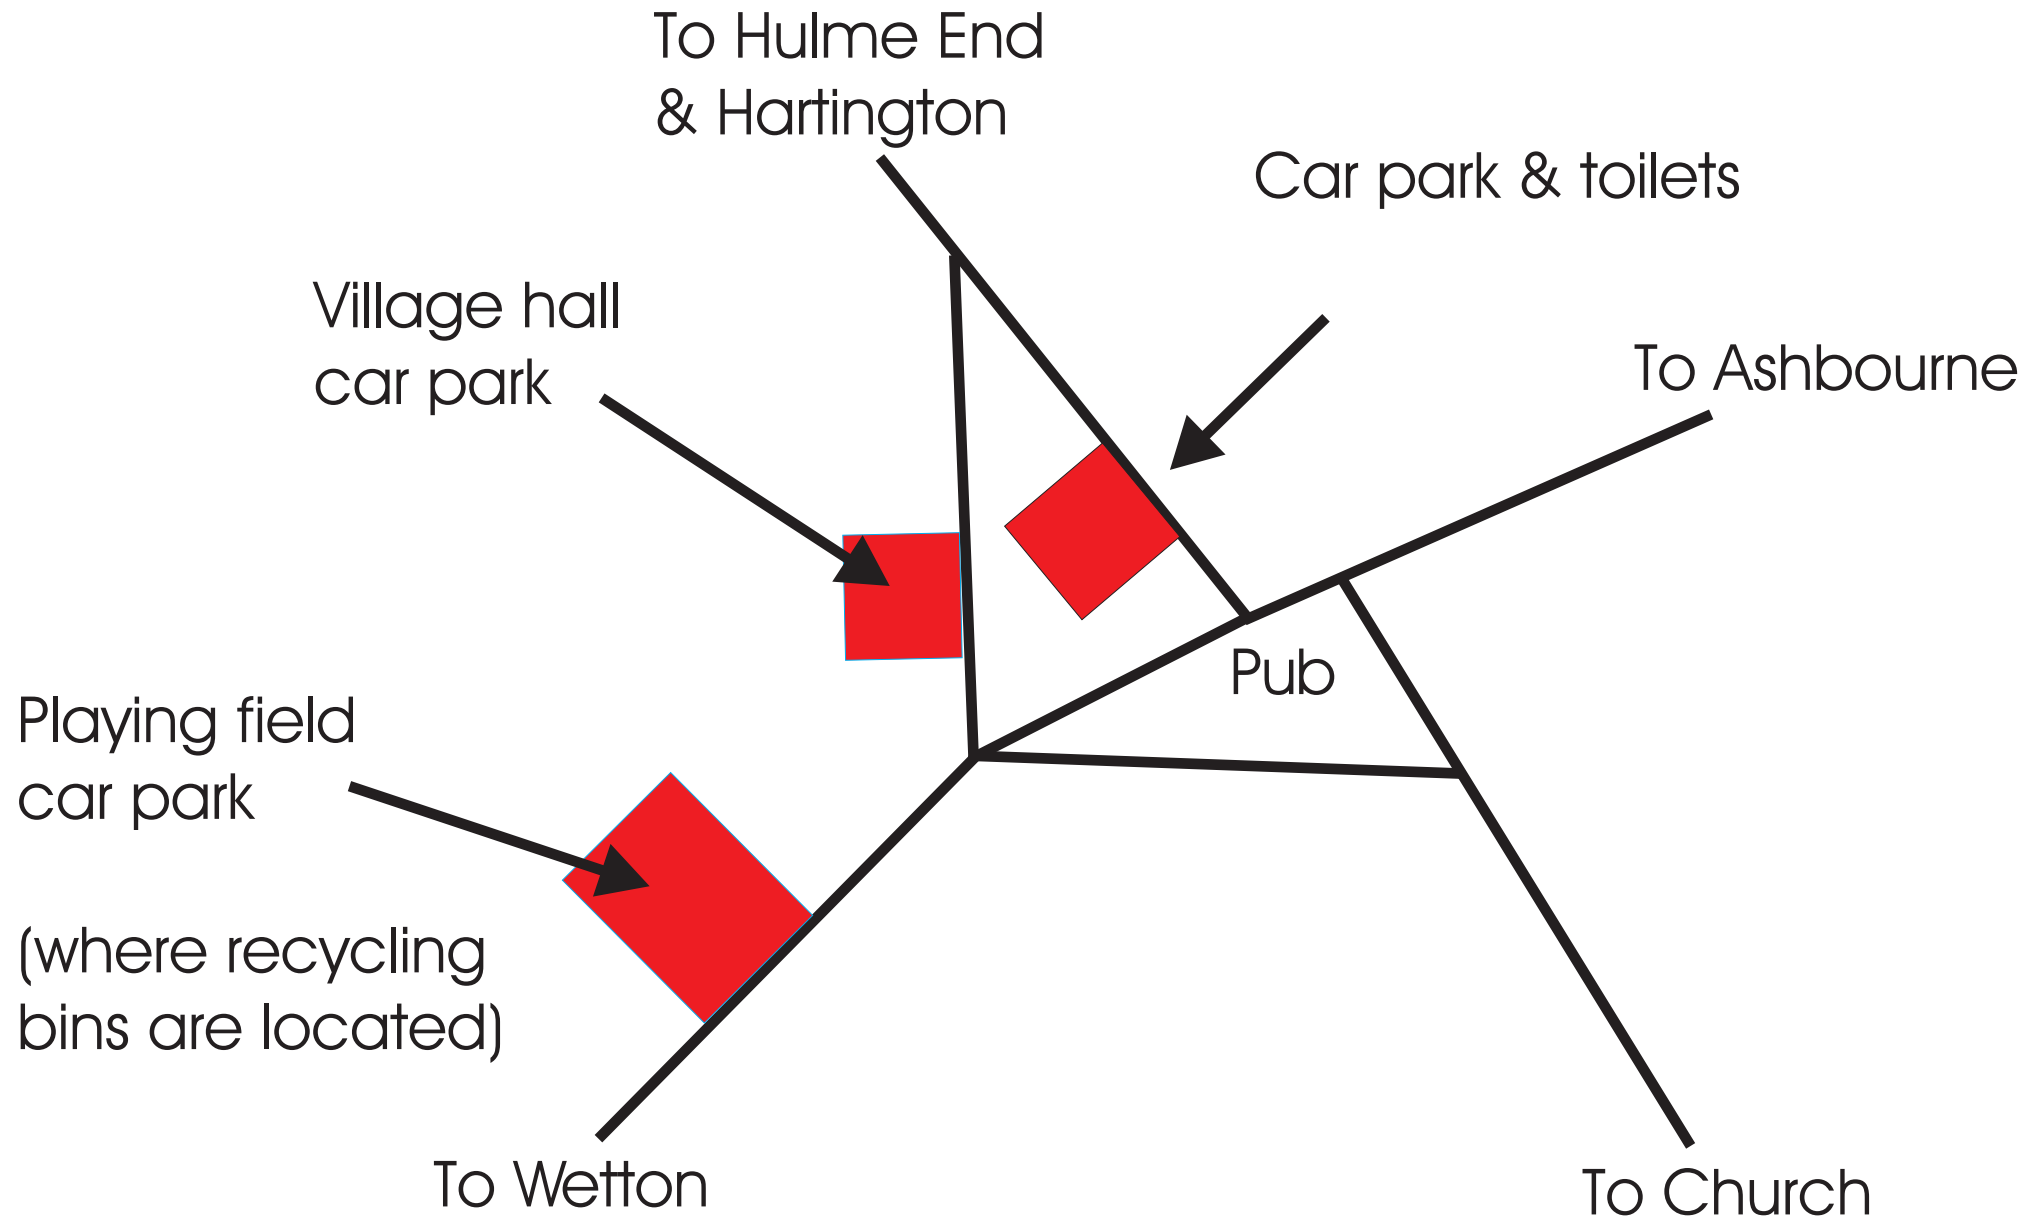 To Hulme End
& Hartington
Car park & toilets
Village hall
car park
To Ashbourne
Pub
Playing field
car park
(where recycling
bins are located)
To Wetton
To Church